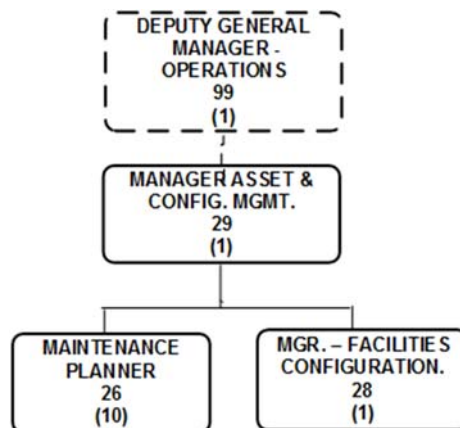 DEPUTY GENERAL
MANAGER -
OPERATIONS
99
(1)
MANAGER ASSET &
CONFIG. MGMT.
29
(1)
MAINTENANCE
PLANNER
26
(10)
MGR. – FACILITIES
CONFIGURATION.
28
(1)